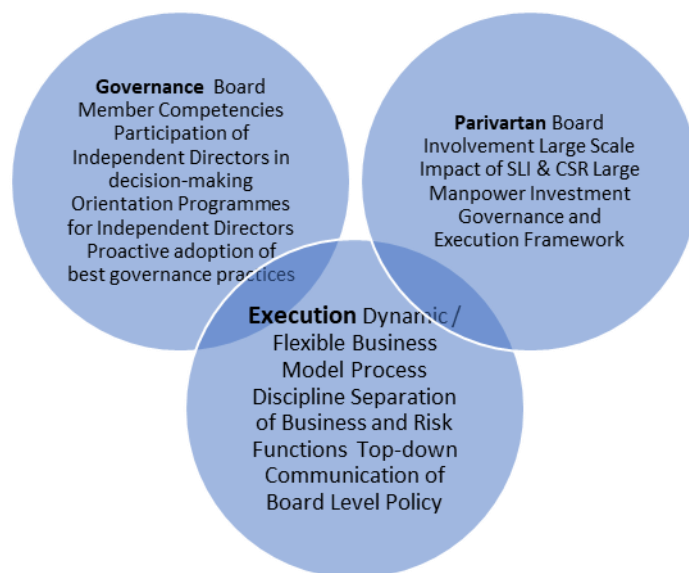 Governance Board
Member Competencies
Participation of
Independent Directors in
decision-making
Orientation Programmes
for Independent Directors
Proactive adoption of
best governance practices
Parivartan Board
Involvement Large Scale
Impact of SLI & CSR Large
Manpower Investment
Governance and
Execution Framework
Execution Dynamic /
Flexible Business
Model Process
Discipline Separation
of Business and Risk
Functions Top-down
Communication of
Board Level Policy